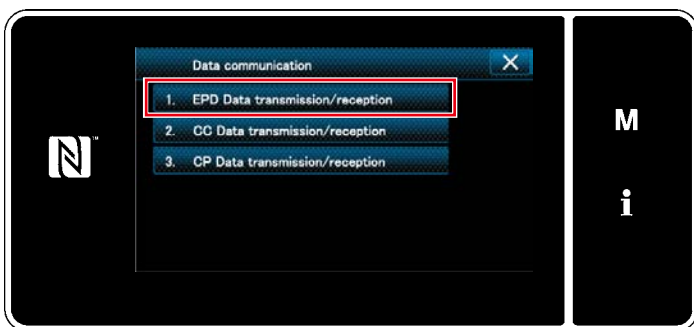 Data communication
1. EPD Data transmission/reception
2. CC Data transmission/reception
3. CP Data transmission/reception
M
i